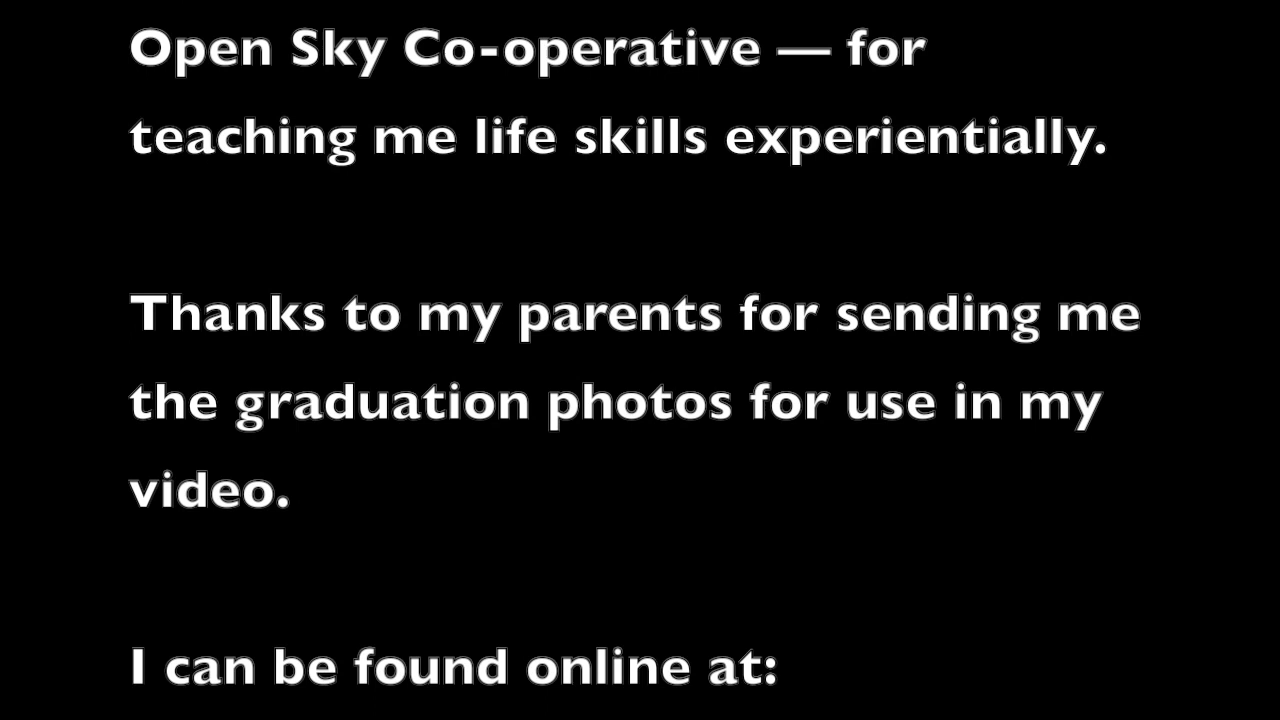 Open Sky Co-operative — for
teaching me life skills experientially.
Thanks to my parents for sending me
the graduation photos for use in my
video.
I can be found online at: